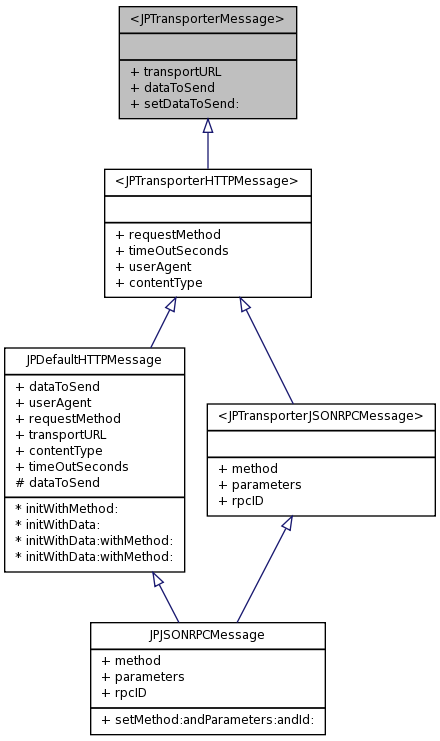 <JPTransporterMessage>
+ transportURL
+ dataToSend
+ setDataToSend:
<JPTransporterHTTPMessage>
+ requestMethod
+ timeOutSeconds
+ userAgent
+ contentType
JPDefaultHTTPMessage
+ dataToSend
+ userAgent
+ requestMethod
+ transportURL
+ contentType
+ timeOutSeconds
# dataToSend
* initWithMethod:
* initWithData:
* initWithData:withMethod:
* initWithData:withMethod:
<JPTransporterJSONRPCMessage>
+ method
+ parameters
+ rpcID
JPJSONRPCMessage
+ method
+ parameters
+ rpcID
+ setMethod:andParameters:andId: